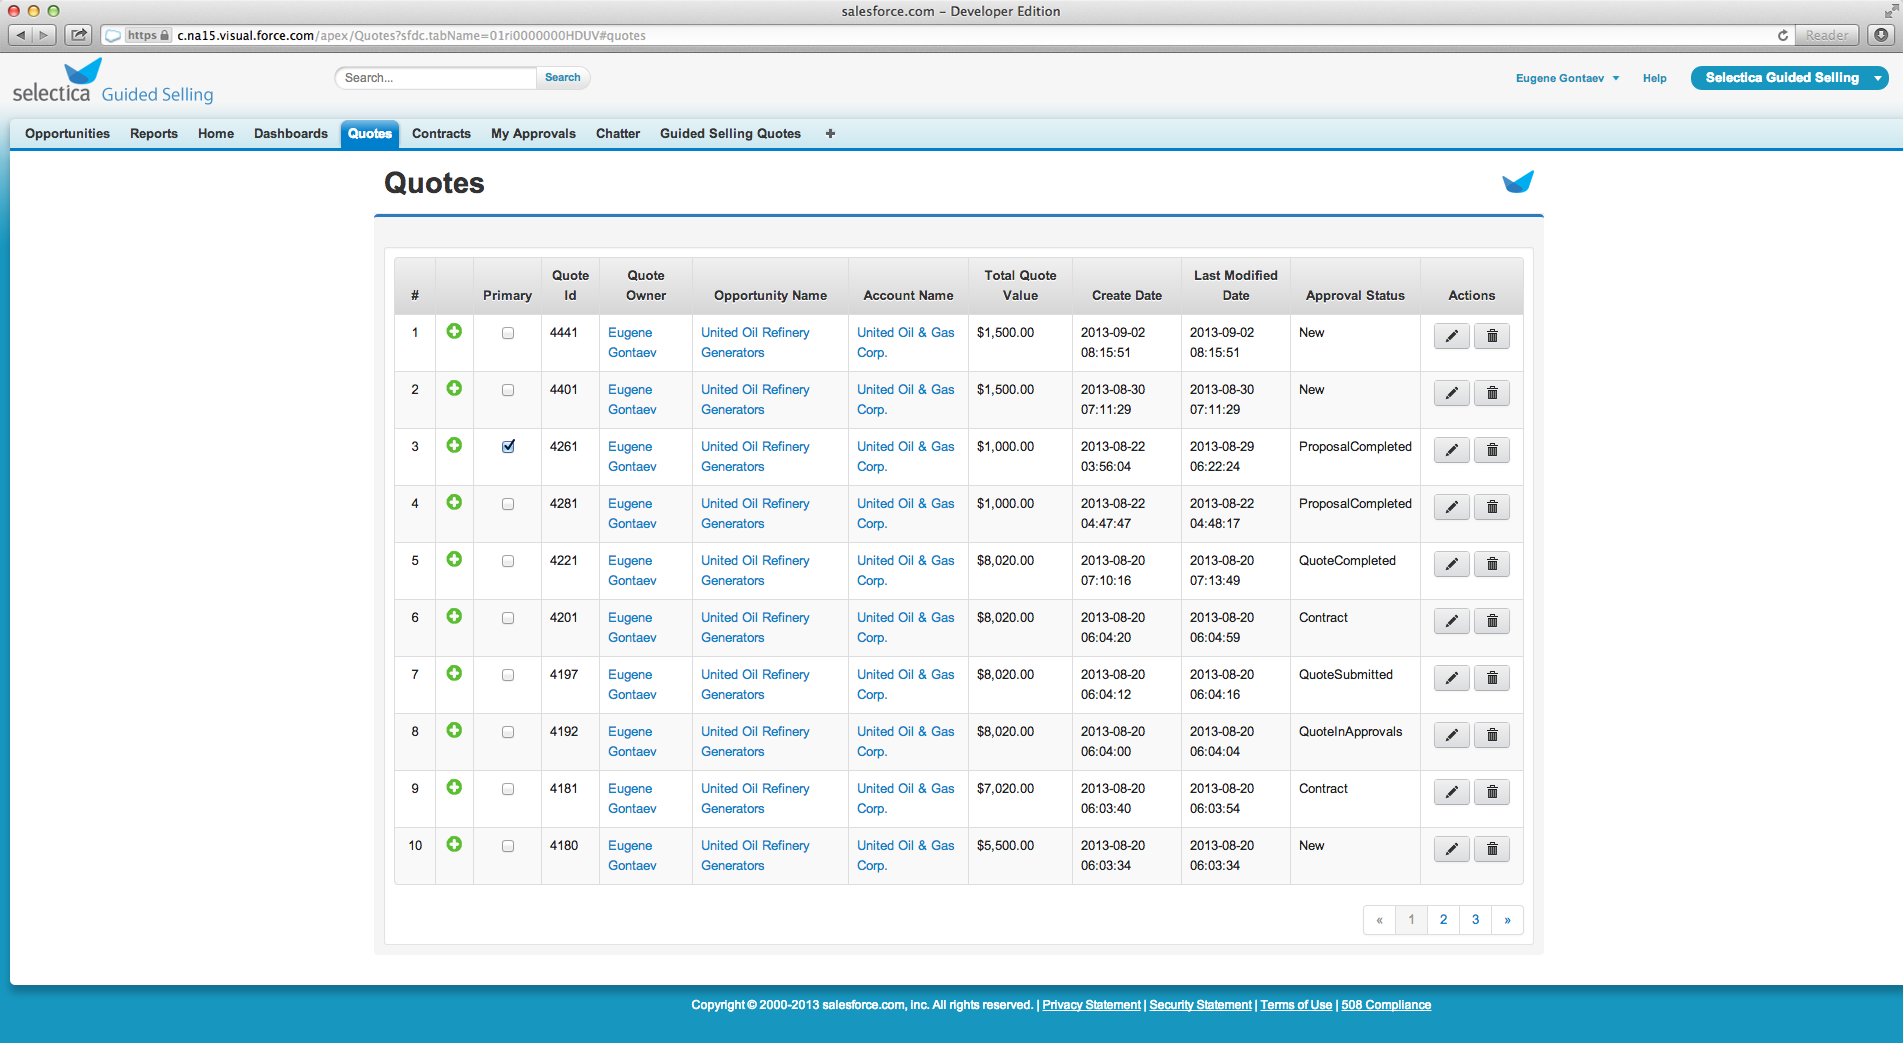 salesforce.com – Developer Edition
https c.na15.visual.force.com/apex/Quotes?sfdc.tabName=01ri0000000HDUV#quotes Reader
selectica Guided Selling
Search... Search
Eugene Gontaev Help Selectica Guided Selling
Opportunities Reports Home Dashboards Quotes Contracts My Approvals Chatter Guided Selling Quotes +
Quotes
# Primary Quote Id Quote Owner Opportunity Name Account Name Total Quote Value Create Date Last Modified Date Approval Status Actions
1 4441 Eugene Gontaev United Oil Refinery Generators United Oil & Gas Corp. $1,500.00 2013-09-02 08:15:51 2013-09-02 08:15:51 New
2 4401 Eugene Gontaev United Oil Refinery Generators United Oil & Gas Corp. $1,500.00 2013-08-30 07:11:29 2013-08-30 07:11:29 New
3 4261 Eugene Gontaev United Oil Refinery Generators United Oil & Gas Corp. $1,000.00 2013-08-22 03:56:04 2013-08-29 06:22:24 ProposalCompleted
4 4281 Eugene Gontaev United Oil Refinery Generators United Oil & Gas Corp. $1,000.00 2013-08-22 04:47:47 2013-08-22 04:48:17 ProposalCompleted
5 4221 Eugene Gontaev United Oil Refinery Generators United Oil & Gas Corp. $8,020.00 2013-08-20 07:10:16 2013-08-20 07:13:49 QuoteCompleted
6 4201 Eugene Gontaev United Oil Refinery Generators United Oil & Gas Corp. $8,020.00 2013-08-20 06:04:20 2013-08-20 06:04:59 Contract
7 4197 Eugene Gontaev United Oil Refinery Generators United Oil & Gas Corp. $8,020.00 2013-08-20 06:04:12 2013-08-20 06:04:16 QuoteSubmitted
8 4192 Eugene Gontaev United Oil Refinery Generators United Oil & Gas Corp. $8,020.00 2013-08-20 06:04:00 2013-08-20 06:04:04 QuoteInApprovals
9 4181 Eugene Gontaev United Oil Refinery Generators United Oil & Gas Corp. $7,020.00 2013-08-20 06:03:40 2013-08-20 06:03:54 Contract
10 4180 Eugene Gontaev United Oil Refinery Generators United Oil & Gas Corp. $5,500.00 2013-08-20 06:03:34 2013-08-20 06:03:34 New
« 1 2 3 »
Copyright © 2000-2013 salesforce.com, inc. All rights reserved. | Privacy Statement | Security Statement | Terms of Use | 508 Compliance